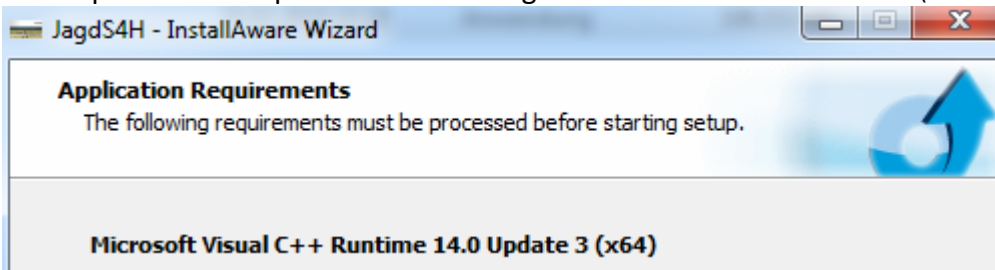 JagdS4H - InstallAware Wizard
Application Requirements
The following requirements must be processed before starting setup.
Microsoft Visual C++ Runtime 14.0 Update 3 (x64)